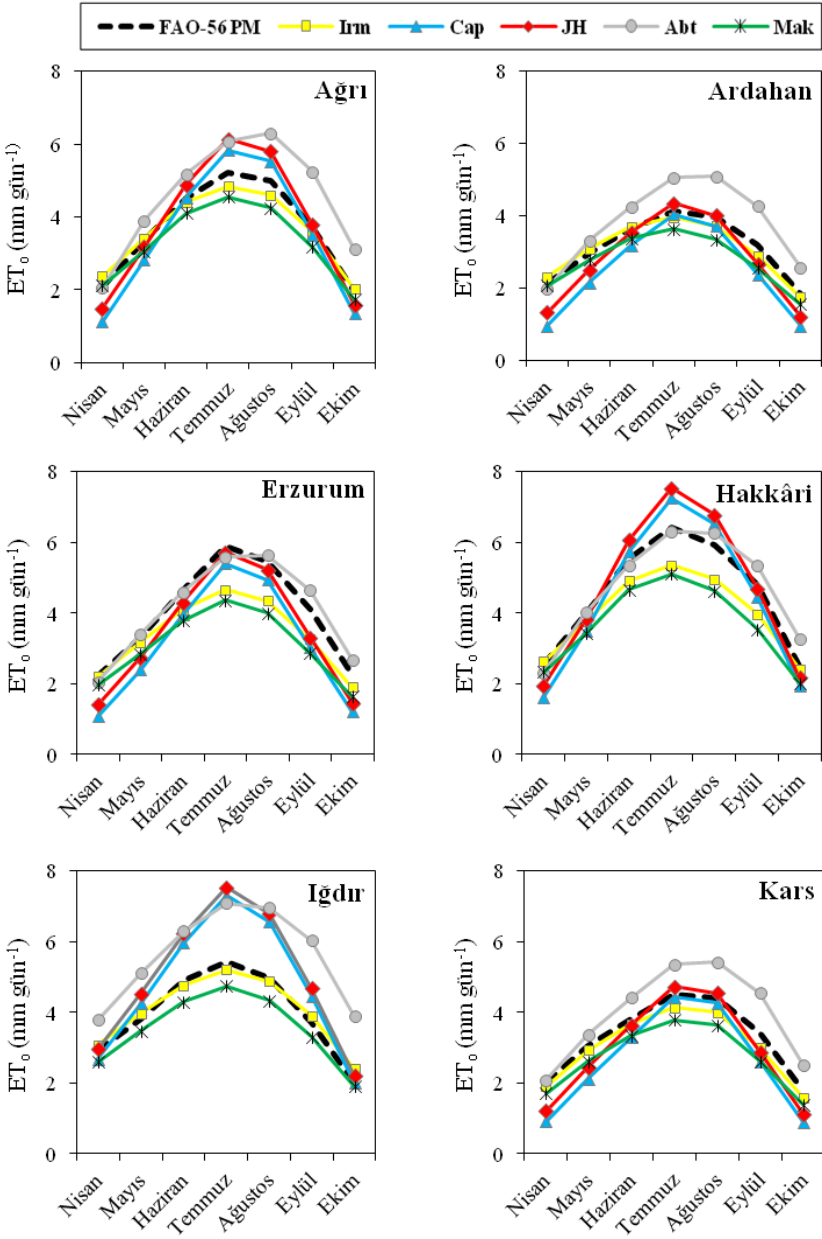 FAO-56 PM Irm Cap JH Abt Mak
Ağrı
ET₀ (mm gün⁻¹)
8
6
4
2
0
Nisan Mayıs Haziran Temmuz Ağustos Eylül Ekim
Ardahan
ET₀ (mm gün⁻¹)
8
6
4
2
0
Nisan Mayıs Haziran Temmuz Ağustos Eylül Ekim
Erzurum
ET₀ (mm gün⁻¹)
8
6
4
2
0
Nisan Mayıs Haziran Temmuz Ağustos Eylül Ekim
Hakkâri
ET₀ (mm gün⁻¹)
8
6
4
2
0
Nisan Mayıs Haziran Temmuz Ağustos Eylül Ekim
Iğdır
ET₀ (mm gün⁻¹)
8
6
4
2
0
Nisan Mayıs Haziran Temmuz Ağustos Eylül Ekim
Kars
ET₀ (mm gün⁻¹)
8
6
4
2
0
Nisan Mayıs Haziran Temmuz Ağustos Eylül Ekim